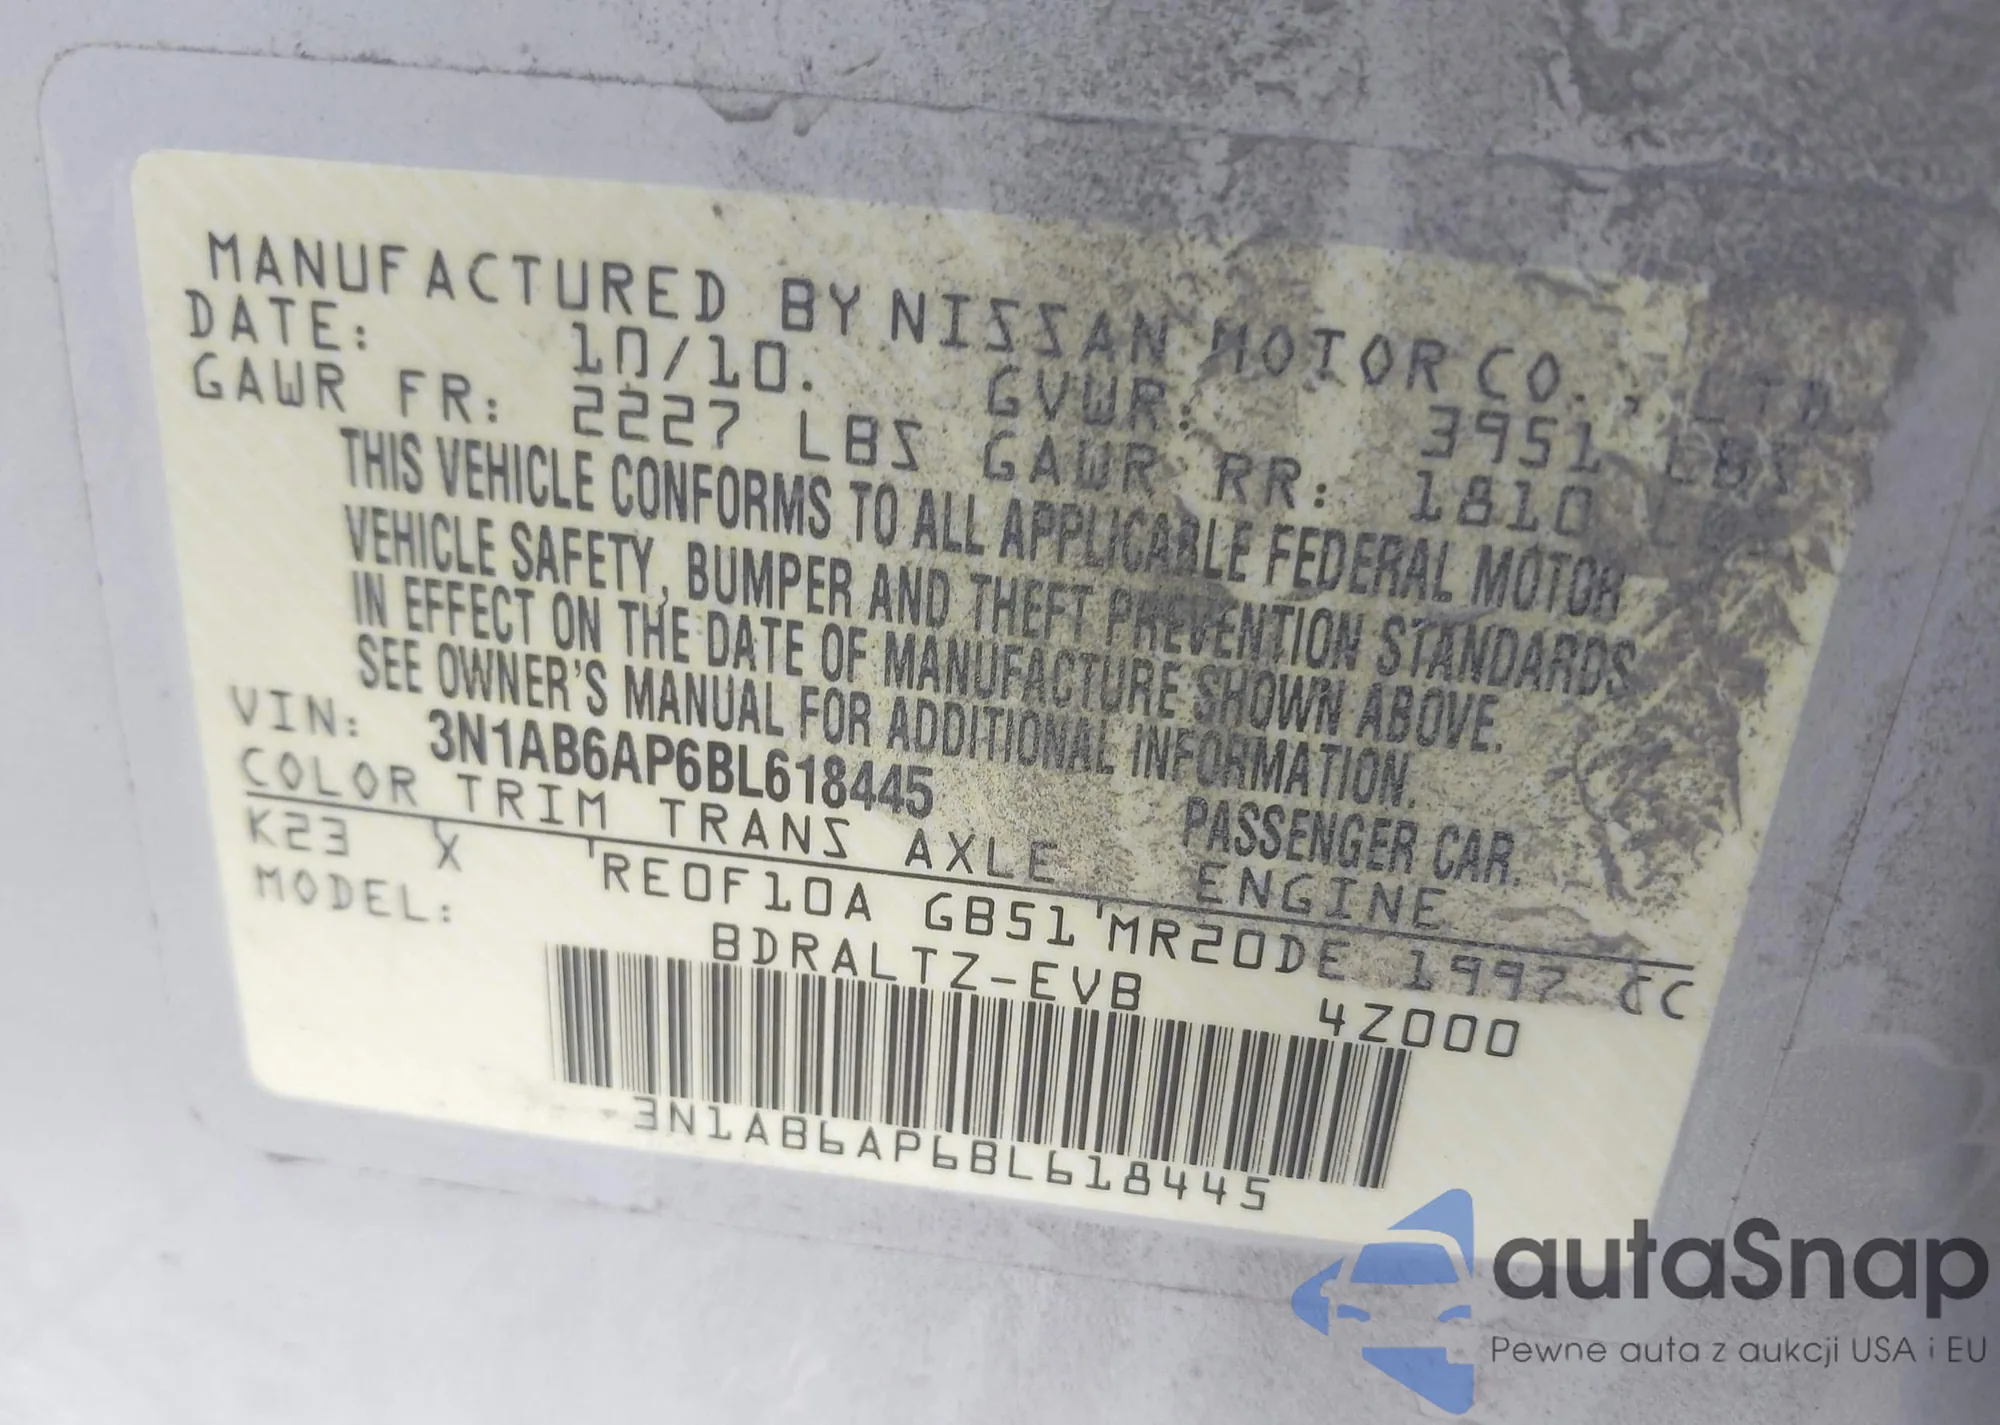 MANUFACTURED BY NISSAN MOTOR CO., LTD.
DATE: 10/10. GVWR: 3951 LBS
GAWR FR: 2227 LBS GAWR RR: 1810 LBS
THIS VEHICLE CONFORMS TO ALL APPLICABLE FEDERAL MOTOR
VEHICLE SAFETY, BUMPER AND THEFT PREVENTION STANDARDS
IN EFFECT ON THE DATE OF MANUFACTURE SHOWN ABOVE.
SEE OWNER'S MANUAL FOR ADDITIONAL INFORMATION.
VIN: 3N1AB6AP6BL618445 PASSENGER CAR.
COLOR TRIM TRANS AXLE ENGINE
K23 X RE0F10A GB51 MR20DE 1997 CC
MODEL: BDRALTZ-EVB 4Z000
3N1AB6AP6BL618445
autaSnap
Pewne auta z aukcji USA i EU